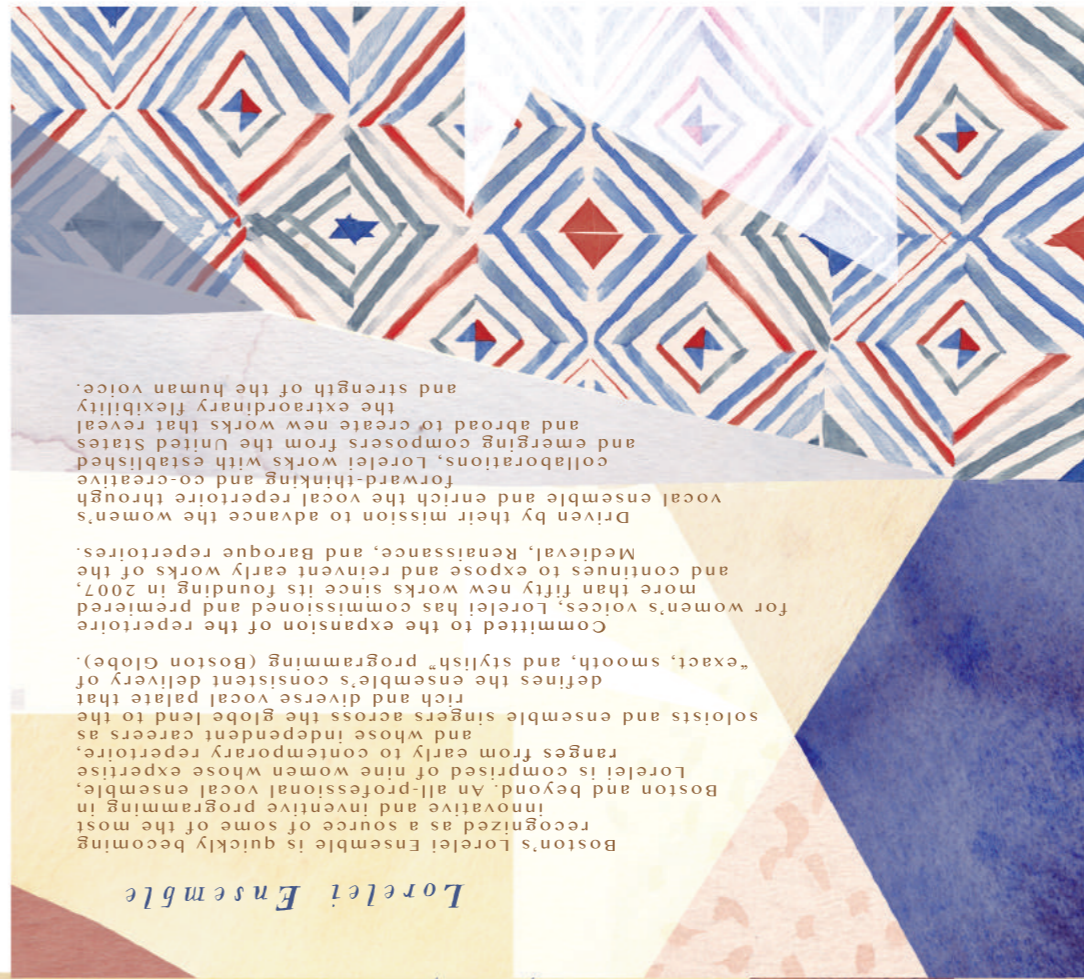 Lorelei Ensemble
Boston's Lorelei Ensemble is quickly becoming
recognized as a source of some of the most
innovative and inventive programming in
Boston and beyond. An all-professional vocal ensemble,
Lorelei is comprised of nine women whose expertise
ranges from early to contemporary repertoire,
and whose independent careers as
soloists and ensemble singers across the globe lend to the
rich and diverse vocal palate that
defines the ensemble's consistent delivery of
“exact, smooth, and stylish” programming (Boston Globe).
Committed to the expansion of the repertoire
for women's voices, Lorelei has commissioned and premiered
more than fifty new works since its founding in 2007,
and continues to expose and reinvent early works of the
Medieval, Renaissance, and Baroque repertoires.
Driven by their mission to advance the women's
vocal ensemble and enrich the vocal repertoire through
forward-thinking and co-creative
collaborations, Lorelei works with established
and emerging composers from the United States
and abroad to create new works that reveal
the extraordinary flexibility
and strength of the human voice.